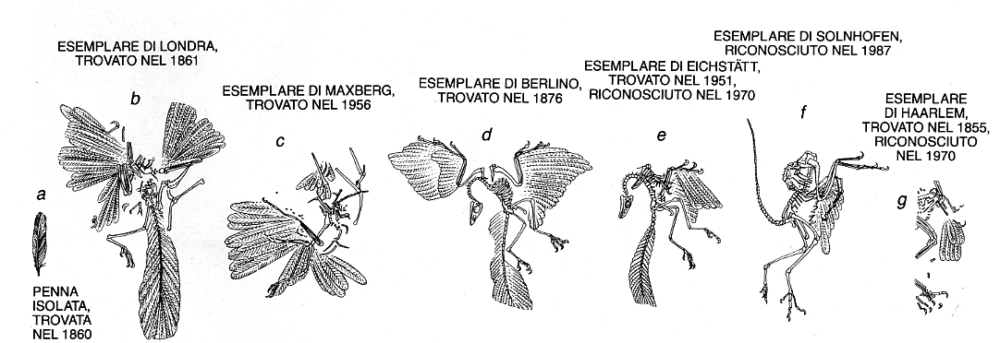 ESEMPLARE DI LONDRA,
TROVATO NEL 1861
b
ESEMPLARE DI MAXBERG,
TROVATO NEL 1956
c
ESEMPLARE DI BERLINO,
TROVATO NEL 1876
d
ESEMPLARE DI EICHSTÄTT,
TROVATO NEL 1951,
RICONOSCIUTO NEL 1970
e
ESEMPLARE DI SOLNHOFEN,
RICONOSCIUTO NEL 1987
f
ESEMPLARE
DI HAARLEM,
TROVATO NEL 1855,
RICONOSCIUTO
NEL 1970
g
a
PENNA
ISOLATA,
TROVATA
NEL 1860